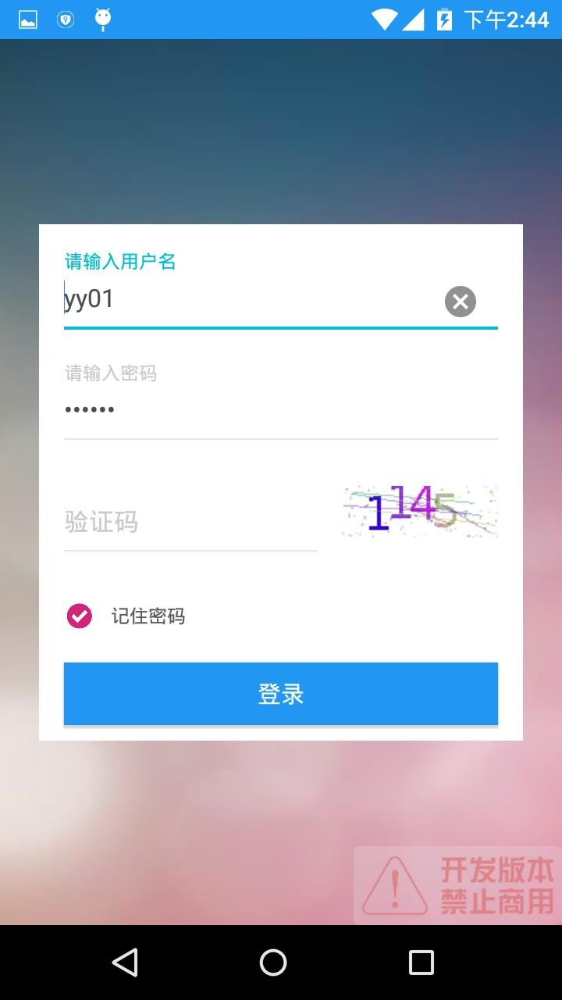 下午2:44
请输入用户名
yy01
请输入密码
••••••
验证码
1145
记住密码
登录
开发版本
禁止商用